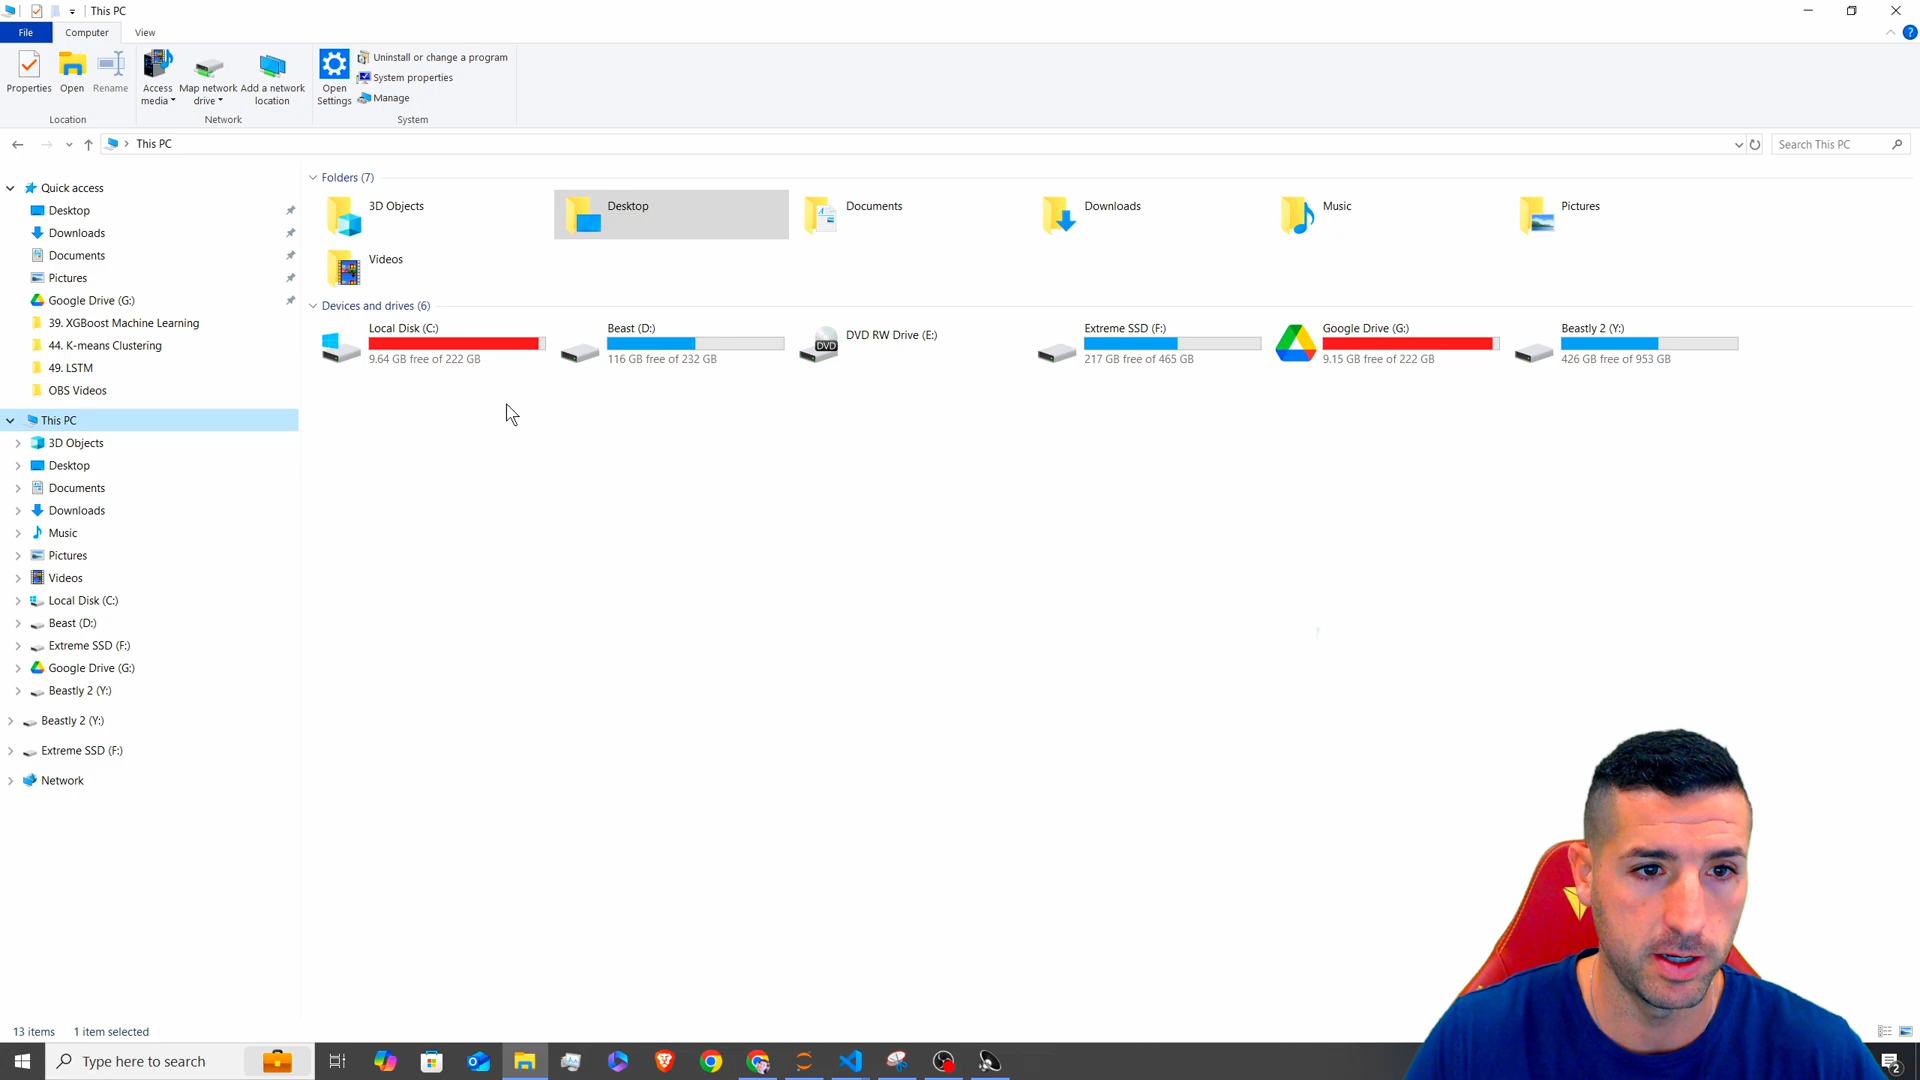 This PC
File
Computer
View
Properties
Open
Rename
Access media
Map network drive
Add a network location
Open Settings
Uninstall or change a program
System properties
Manage
Location
Network
System
This PC
Search This PC
Quick access
Desktop
Downloads
Documents
Pictures
Google Drive (G:)
39. XGBoost Machine Learning
44. K-means Clustering
49. LSTM
OBS Videos
This PC
3D Objects
Desktop
Documents
Downloads
Music
Pictures
Videos
Local Disk (C:)
Beast (D:)
Extreme SSD (F:)
Google Drive (G:)
Beastly 2 (Y:)
Beastly 2 (Y:)
Extreme SSD (F:)
Network
Folders (7)
3D Objects
Desktop
Documents
Downloads
Music
Pictures
Videos
Devices and drives (6)
Local Disk (C:)
9.64 GB free of 222 GB
Beast (D:)
116 GB free of 232 GB
DVD RW Drive (E:)
DVD
Extreme SSD (F:)
217 GB free of 465 GB
Google Drive (G:)
9.15 GB free of 222 GB
Beastly 2 (Y:)
426 GB free of 953 GB
13 items
1 item selected
Type here to search
2